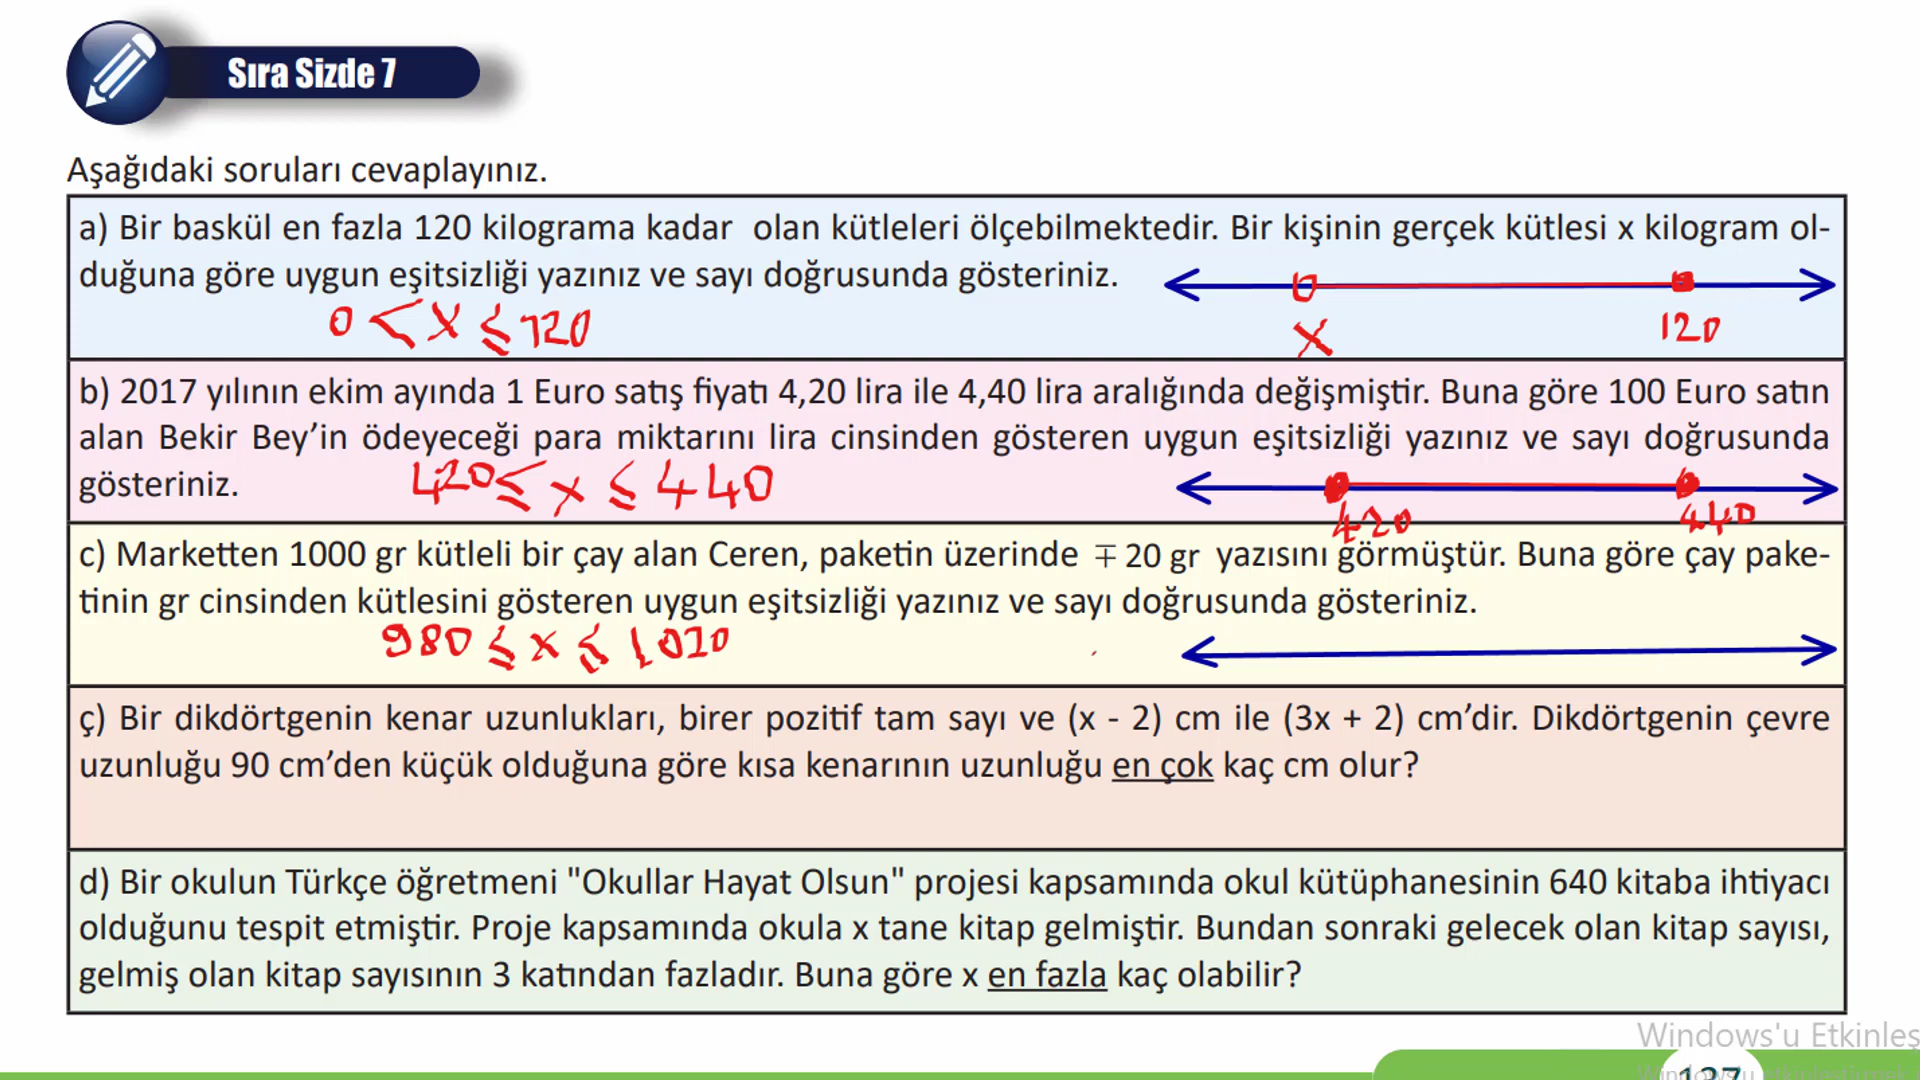 Sıra Sizde 7
Aşağıdaki soruları cevaplayınız.
a) Bir baskül en fazla 120 kilograma kadar olan kütleleri ölçebilmektedir. Bir kişinin gerçek kütlesi x kilogram ol-
duğuna göre uygun eşitsizliği yazınız ve sayı doğrusunda gösteriniz.
0 < x ≤ 120
x 120
b) 2017 yılının ekim ayında 1 Euro satış fiyatı 4,20 lira ile 4,40 lira aralığında değişmiştir. Buna göre 100 Euro satın
alan Bekir Bey’in ödeyeceği para miktarını lira cinsinden gösteren uygun eşitsizliği yazınız ve sayı doğrusunda
gösteriniz.
420 ≤ x ≤ 440
420 440
c) Marketten 1000 gr kütleli bir çay alan Ceren, paketin üzerinde ∓ 20 gr yazısını görmüştür. Buna göre çay pake-
tinin gr cinsinden kütlesini gösteren uygun eşitsizliği yazınız ve sayı doğrusunda gösteriniz.
980 ≤ x ≤ 1020
ç) Bir dikdörtgenin kenar uzunlukları, birer pozitif tam sayı ve (x - 2) cm ile (3x + 2) cm’dir. Dikdörtgenin çevre
uzunluğu 90 cm’den küçük olduğuna göre kısa kenarının uzunluğu en çok kaç cm olur?
d) Bir okulun Türkçe öğretmeni "Okullar Hayat Olsun" projesi kapsamında okul kütüphanesinin 640 kitaba ihtiyacı
olduğunu tespit etmiştir. Proje kapsamında okula x tane kitap gelmiştir. Bundan sonraki gelecek olan kitap sayısı,
gelmiş olan kitap sayısının 3 katından fazladır. Buna göre x en fazla kaç olabilir?
Windows'u Etkinleş
137